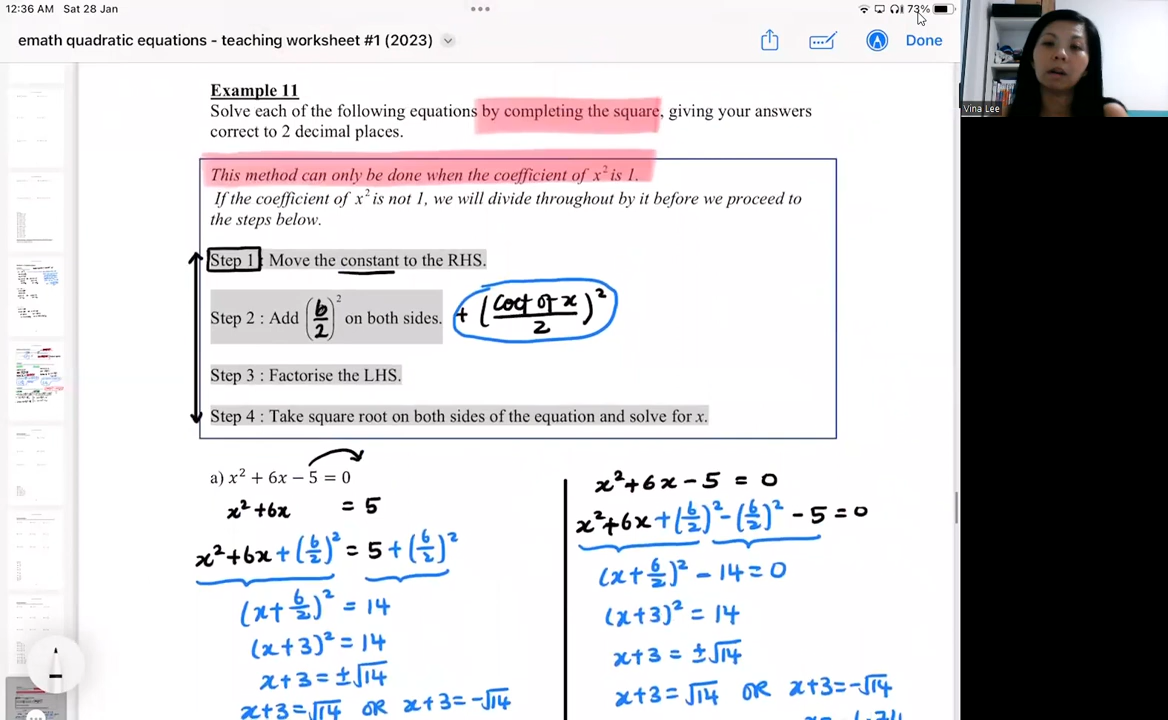 12:36 AM Sat 28 Jan
73%
emath quadratic equations - teaching worksheet #1 (2023)
Done
Vina Lee
Example 11
Solve each of the following equations by completing the square, giving your answers
correct to 2 decimal places.
This method can only be done when the coefficient of x² is 1.
If the coefficient of x² is not 1, we will divide throughout by it before we proceed to
the steps below.
Step 1 : Move the constant to the RHS.
Step 2 : Add (b/2)² on both sides. + (coef of x/2)²
Step 3 : Factorise the LHS.
Step 4 : Take square root on both sides of the equation and solve for x.
a) x² + 6x − 5 = 0
x²+6x = 5
x²+6x+(6/2)² = 5+(6/2)²
(x+6/2)² = 14
(x+3)² = 14
x+3 = ±√14
x+3 = √14 OR x+3 = -√14
x²+6x-5 = 0
x²+6x+(6/2)²-(6/2)²-5=0
(x+6/2)² - 14 = 0
(x+3)² = 14
x+3 = ±√14
x+3 = √14 OR x+3 = -√14